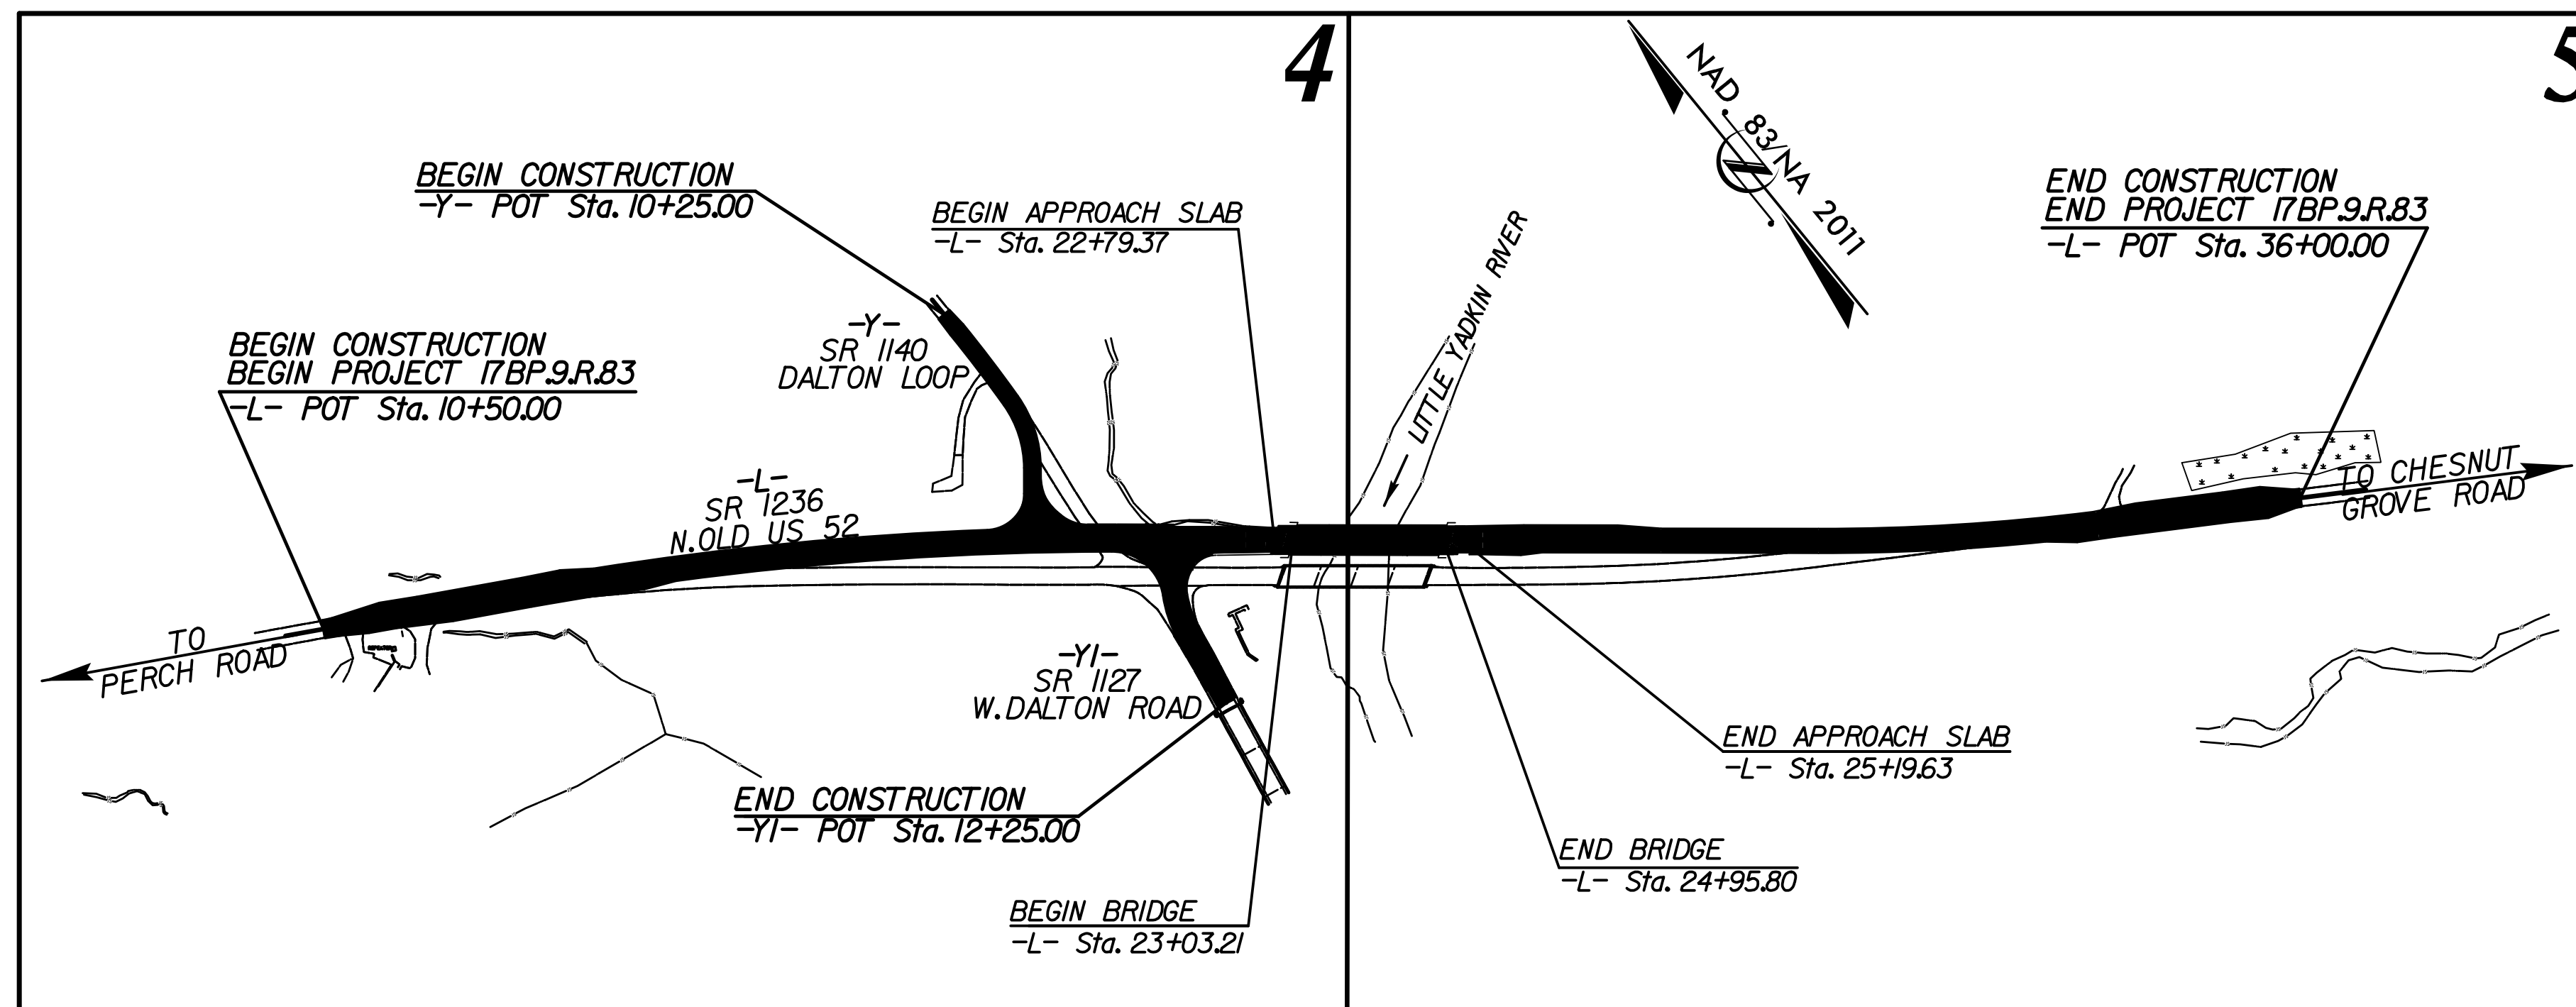 4
5
NAD. 83/NA 2011
BEGIN CONSTRUCTION
-Y- POT Sta. 10+25.00
BEGIN APPROACH SLAB
-L- Sta. 22+79.37
END CONSTRUCTION
END PROJECT 17BP.9.R.83
-L- POT Sta. 36+00.00
LITTLE YADKIN RIVER
BEGIN CONSTRUCTION
BEGIN PROJECT 17BP.9.R.83
-L- POT Sta. 10+50.00
-Y-
SR 1140
DALTON LOOP
-L-
SR 1236
N. OLD US 52
TO CHESNUT
GROVE ROAD
TO
PERCH ROAD
-Y1-
SR 1127
W. DALTON ROAD
END APPROACH SLAB
-L- Sta. 25+19.63
END CONSTRUCTION
-Y1- POT Sta. 12+25.00
END BRIDGE
-L- Sta. 24+95.80
BEGIN BRIDGE
-L- Sta. 23+03.21